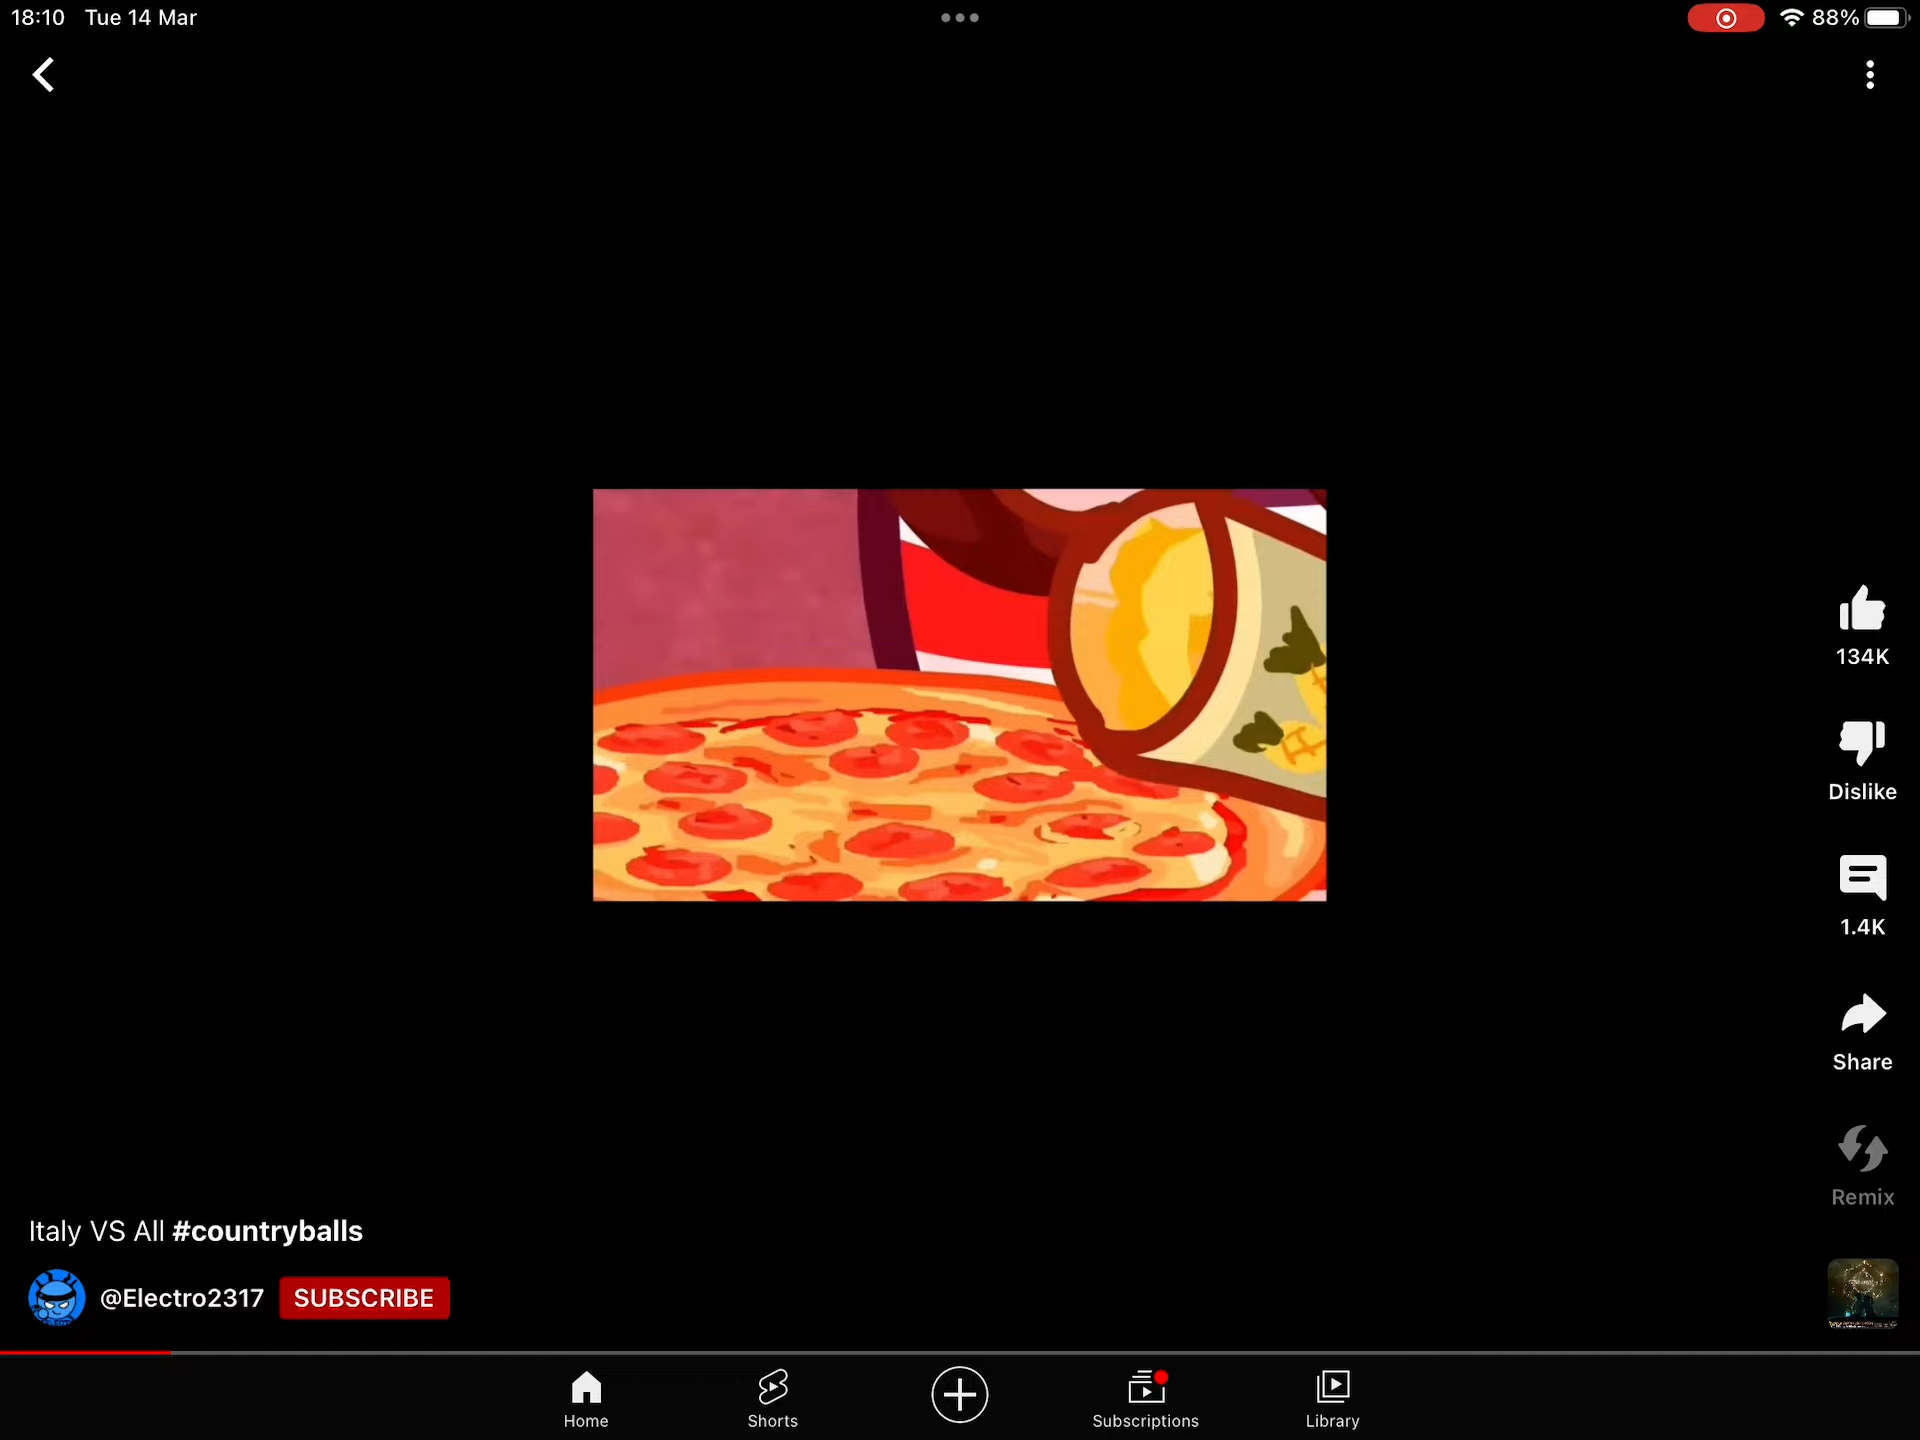 18:10 Tue 14 Mar
88%
134K
Dislike
1.4K
Share
Remix
Italy VS All #countryballs
@Electro2317 SUBSCRIBE
Home Shorts Subscriptions Library